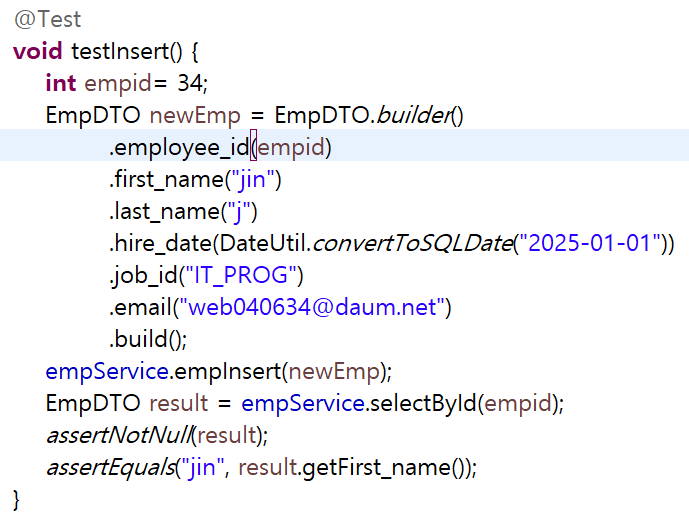 @Test
void testInsert() {
int empid= 34;
EmpDTO newEmp = EmpDTO.builder()
.employee_id(empid)
.first_name("jin")
.last_name("j")
.hire_date(DateUtil.convertToSQLDate("2025-01-01"))
.job_id("IT_PROG")
.email("web040634@daum.net")
.build();
empService.empInsert(newEmp);
EmpDTO result = empService.selectById(empid);
assertNotNull(result);
assertEquals("jin", result.getFirst_name());
}